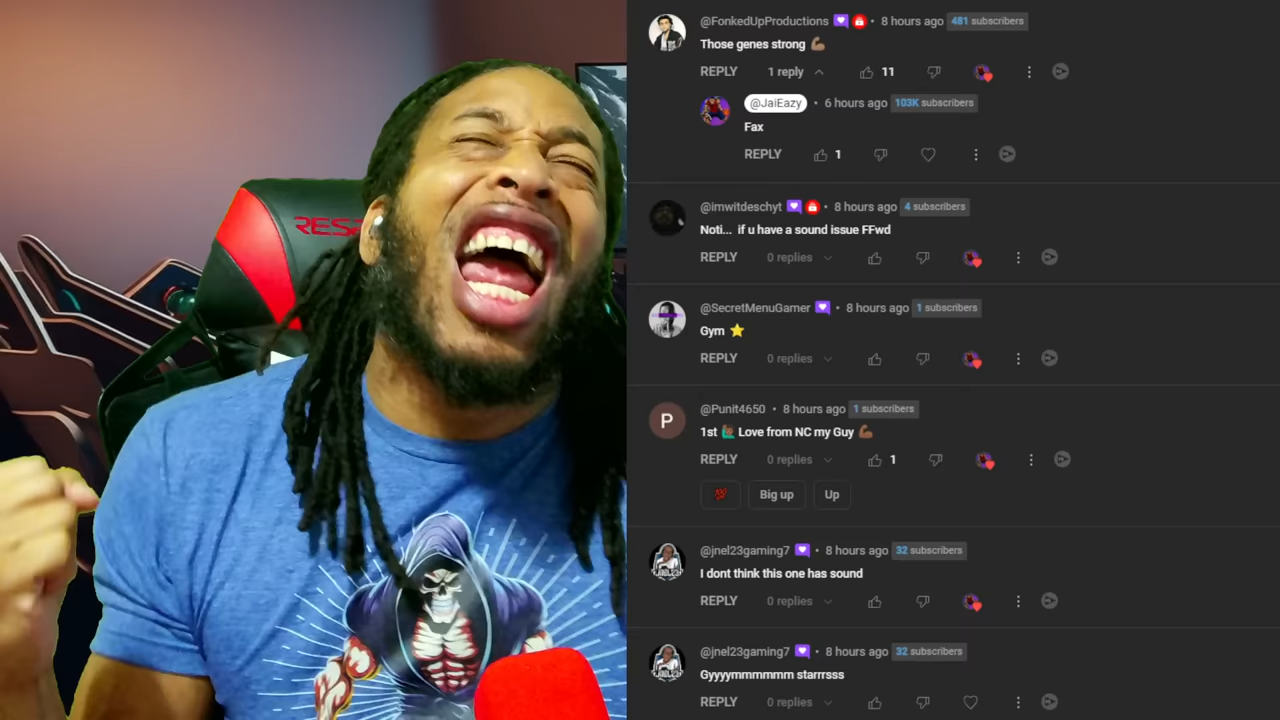 RES
@FonkedUpProductions • 8 hours ago 481 subscribers
Those genes strong 💪🏽
REPLY 1 reply 11
@JaiEazy • 6 hours ago 103K subscribers
Fax
REPLY 1
@imwitdeschyt • 8 hours ago 4 subscribers
Noti... if u have a sound issue FFwd
REPLY 0 replies
@SecretMenuGamer • 8 hours ago 1 subscribers
Gym ⭐
REPLY 0 replies
P
@Punit4650 • 8 hours ago 1 subscribers
1st 🙋🏾‍♂️ Love from NC my Guy 💪🏾
REPLY 0 replies 1
💯 Big up Up
@jnel23gaming7 • 8 hours ago 32 subscribers
I dont think this one has sound
REPLY 0 replies
@jnel23gaming7 • 8 hours ago 32 subscribers
Gyyyymmmmmm starrrsss
REPLY 0 replies